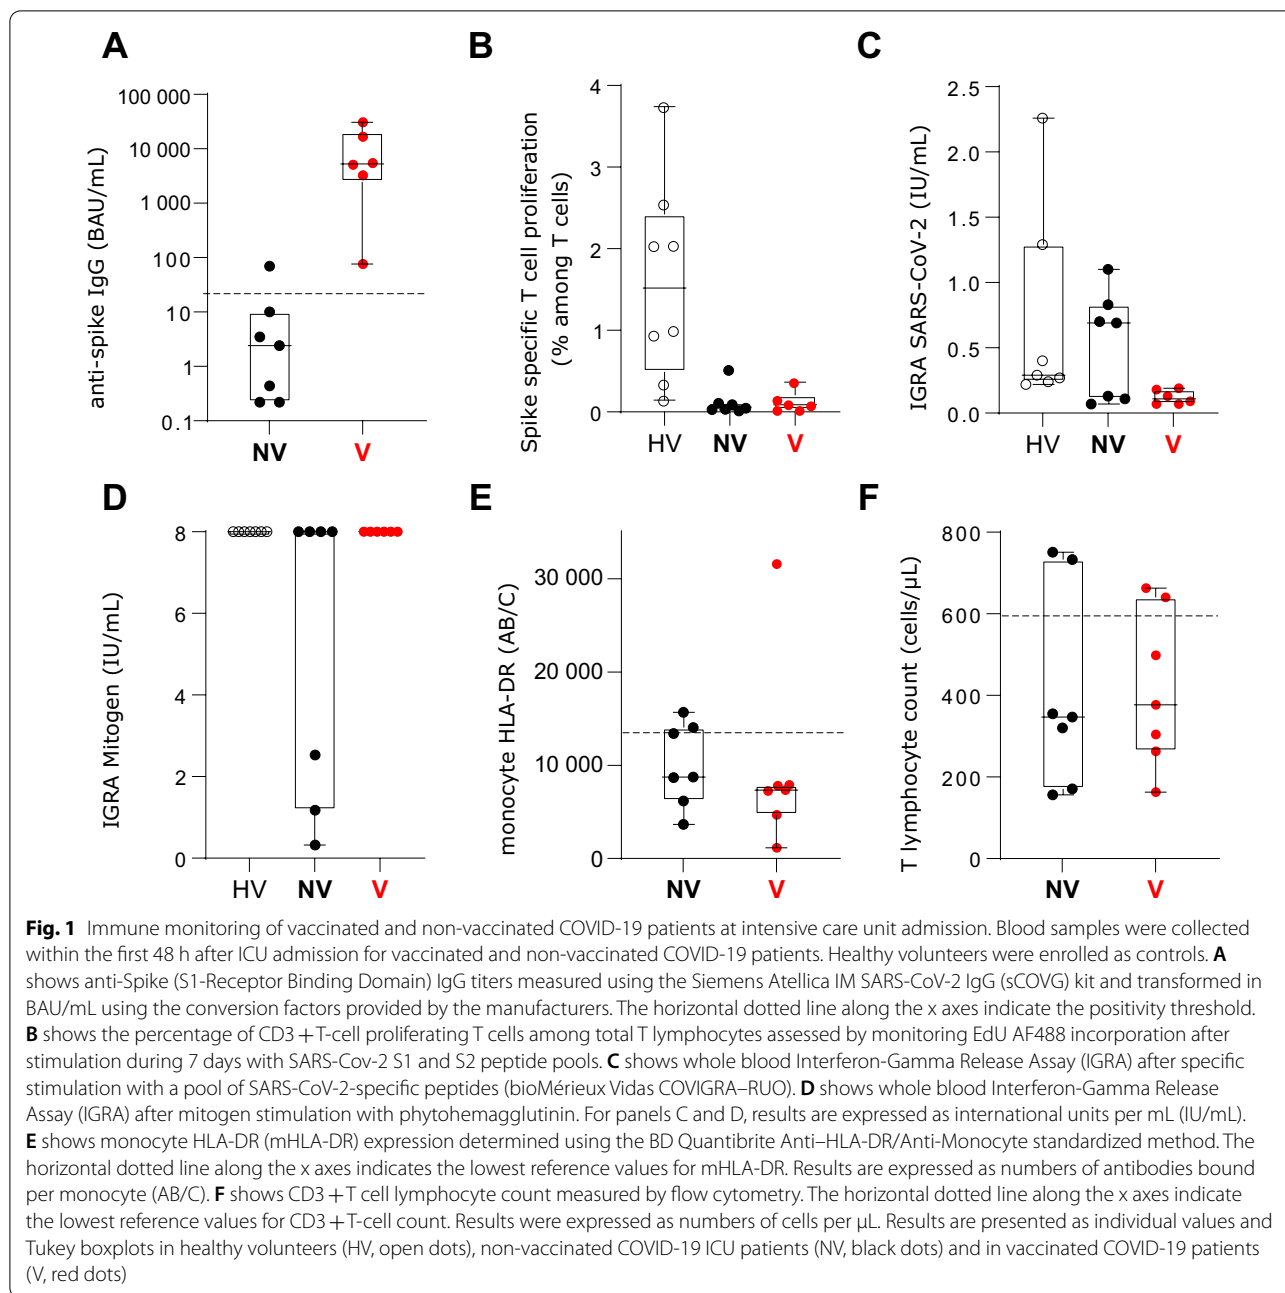 A
anti-spike IgG (BAU/mL)
100 000
10 000
1 000
100
10
1
0.1
NV
V
B
Spike specific T cell proliferation
(% among T cells)
4
3
2
1
0
HV
NV
V
C
IGRA SARS-CoV-2 (IU/mL)
2.5
2.0
1.5
1.0
0.5
0.0
HV
NV
V
D
IGRA Mitogen (IU/mL)
8
6
4
2
0
HV
NV
V
E
monocyte HLA-DR (AB/C)
30 000
20 000
10 000
0
NV
V
F
T lymphocyte count (cells/µL)
800
600
400
200
0
NV
V
Fig. 1 Immune monitoring of vaccinated and non-vaccinated COVID-19 patients at intensive care unit admission. Blood samples were collected
within the first 48 h after ICU admission for vaccinated and non-vaccinated COVID-19 patients. Healthy volunteers were enrolled as controls. A
shows anti-Spike (S1-Receptor Binding Domain) IgG titers measured using the Siemens Atellica IM SARS-CoV-2 IgG (sCOVG) kit and transformed in
BAU/mL using the conversion factors provided by the manufacturers. The horizontal dotted line along the x axes indicate the positivity threshold.
B shows the percentage of CD3 + T-cell proliferating T cells among total T lymphocytes assessed by monitoring EdU AF488 incorporation after
stimulation during 7 days with SARS-Cov-2 S1 and S2 peptide pools. C shows whole blood Interferon-Gamma Release Assay (IGRA) after specific
stimulation with a pool of SARS-CoV-2-specific peptides (bioMérieux Vidas COVIGRA–RUO). D shows whole blood Interferon-Gamma Release
Assay (IGRA) after mitogen stimulation with phytohemagglutinin. For panels C and D, results are expressed as international units per mL (IU/mL).
E shows monocyte HLA-DR (mHLA-DR) expression determined using the BD Quantibrite Anti–HLA-DR/Anti-Monocyte standardized method. The
horizontal dotted line along the x axes indicates the lowest reference values for mHLA-DR. Results are expressed as numbers of antibodies bound
per monocyte (AB/C). F shows CD3 + T cell lymphocyte count measured by flow cytometry. The horizontal dotted line along the x axes indicate
the lowest reference values for CD3 + T-cell count. Results were expressed as numbers of cells per µL. Results are presented as individual values and
Tukey boxplots in healthy volunteers (HV, open dots), non-vaccinated COVID-19 ICU patients (NV, black dots) and in vaccinated COVID-19 patients
(V, red dots)